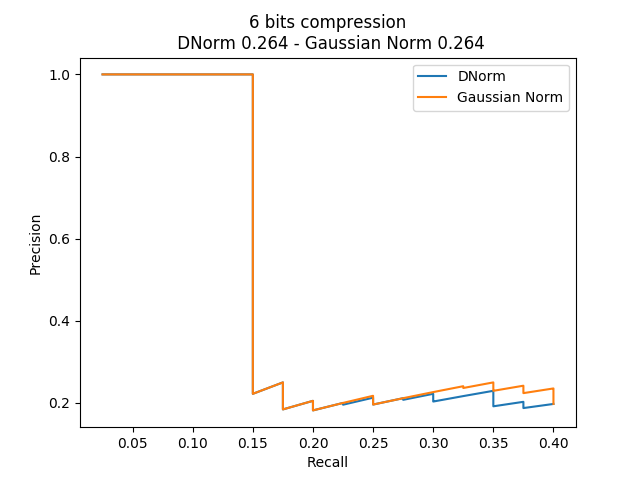 6 bits compression
DNorm 0.264 - Gaussian Norm 0.264
DNorm
Gaussian Norm
1.0
0.8
0.6
0.4
0.2
Precision
0.05 0.10 0.15 0.20 0.25 0.30 0.35 0.40
Recall